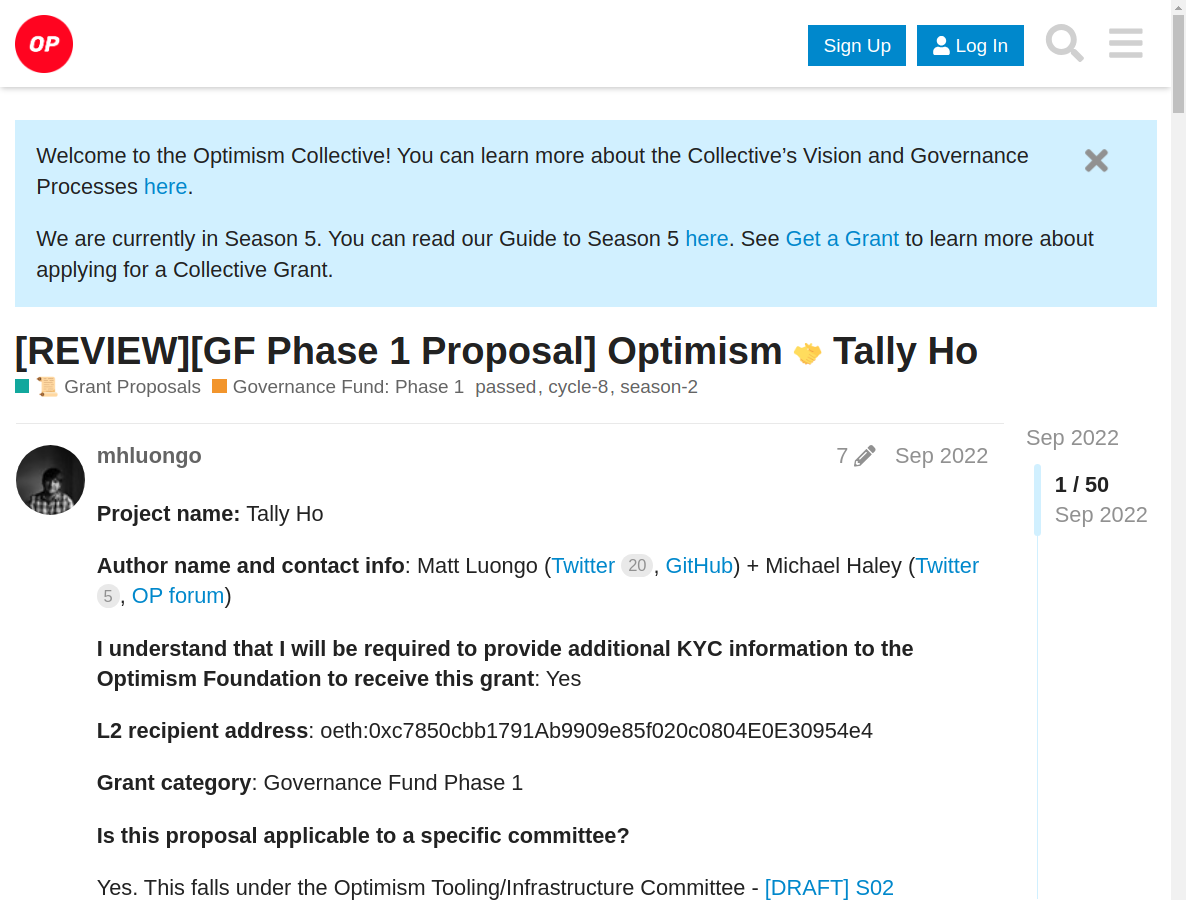 OP
Sign Up
Log In
Welcome to the Optimism Collective! You can learn more about the Collective’s Vision and Governance
Processes here.
We are currently in Season 5. You can read our Guide to Season 5 here. See Get a Grant to learn more about
applying for a Collective Grant.
[REVIEW][GF Phase 1 Proposal] Optimism 🤝 Tally Ho
📜 Grant Proposals Governance Fund: Phase 1 passed, cycle-8, season-2
mhluongo 7 Sep 2022
Sep 2022
1 / 50
Sep 2022
Project name: Tally Ho
Author name and contact info: Matt Luongo (Twitter 20, GitHub) + Michael Haley (Twitter
5, OP forum)
I understand that I will be required to provide additional KYC information to the
Optimism Foundation to receive this grant: Yes
L2 recipient address: oeth:0xc7850cbb1791Ab9909e85f020c0804E0E30954e4
Grant category: Governance Fund Phase 1
Is this proposal applicable to a specific committee?
Yes. This falls under the Optimism Tooling/Infrastructure Committee - [DRAFT] S02